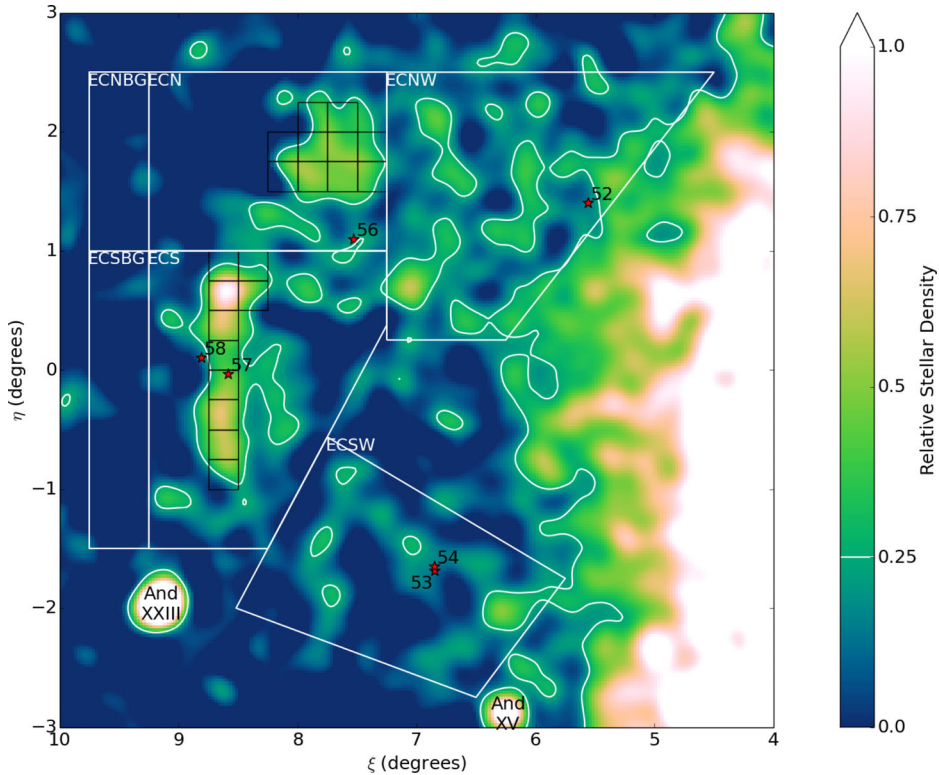 3
2
1
0
−1
−2
−3
η (degrees)
ECNBG ECN
ECNW
52
56
ECSBG ECS
58
57
ECSW
54
53
And
XXIII
And
XV
10
9
8
7
6
5
4
ξ (degrees)
1.0
0.75
0.5
0.25
0.0
Relative Stellar Density